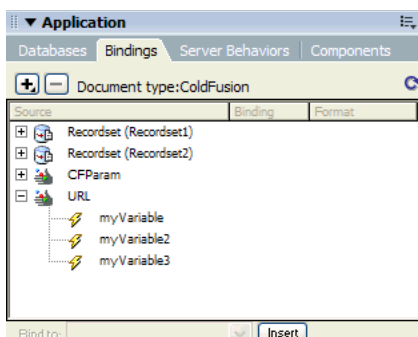 Application
Databases Bindings Server Behaviors Components
Document type:ColdFusion
Source Binding Format
Recordset (Recordset1)
Recordset (Recordset2)
CFParam
URL
myVariable
myVariable2
myVariable3
Bind to: Insert